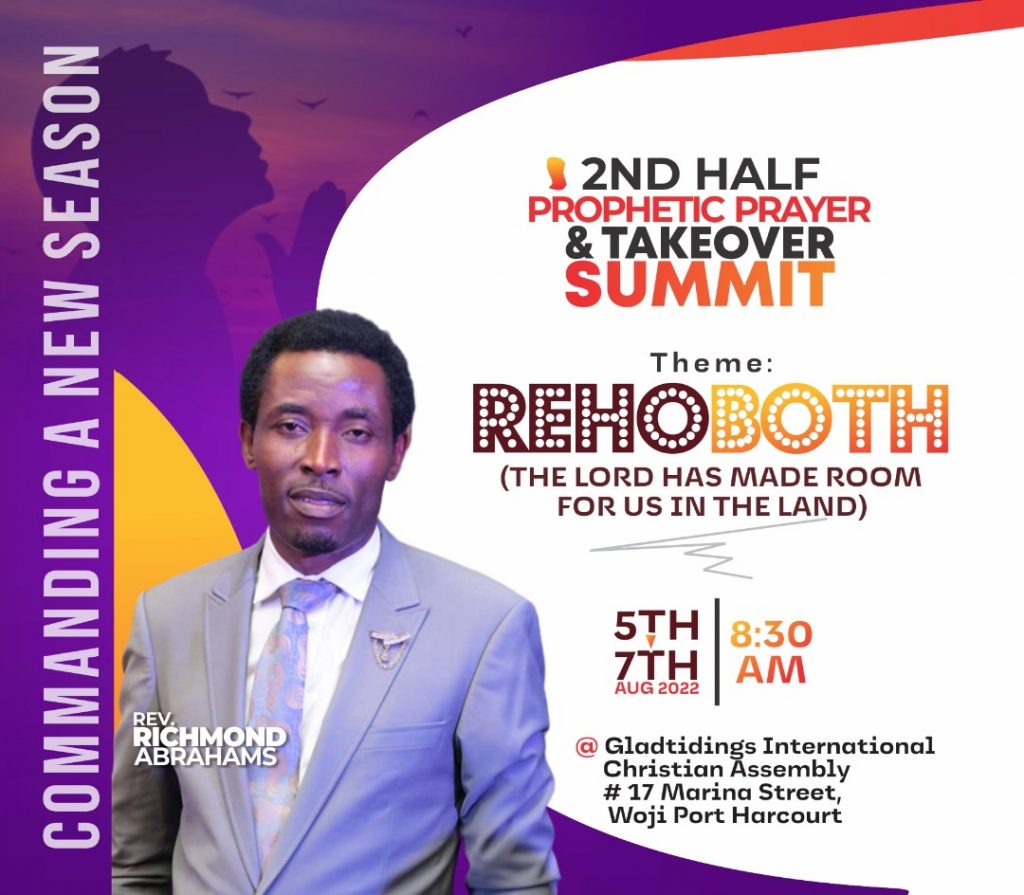 COMMANDING A NEW SEASON
2ND HALF
PROPHETIC PRAYER
& TAKEOVER
SUMMIT
Theme:
REHOBOTH
(THE LORD HAS MADE ROOM
FOR US IN THE LAND)
5TH
7TH
AUG 2022
8:30
AM
@ Gladtidings International
Christian Assembly
# 17 Marina Street,
Woji Port Harcourt
REV.
RICHMOND
ABRAHAMS